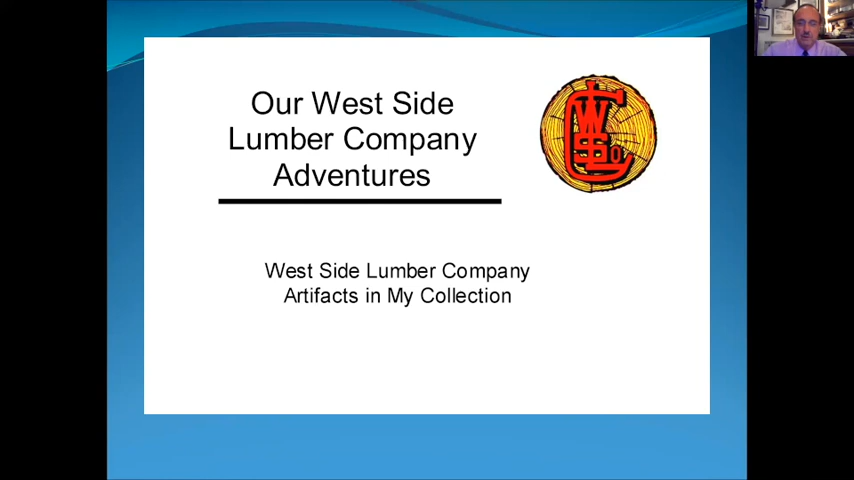 Our West Side
Lumber Company
Adventures
West Side Lumber Company
Artifacts in My Collection